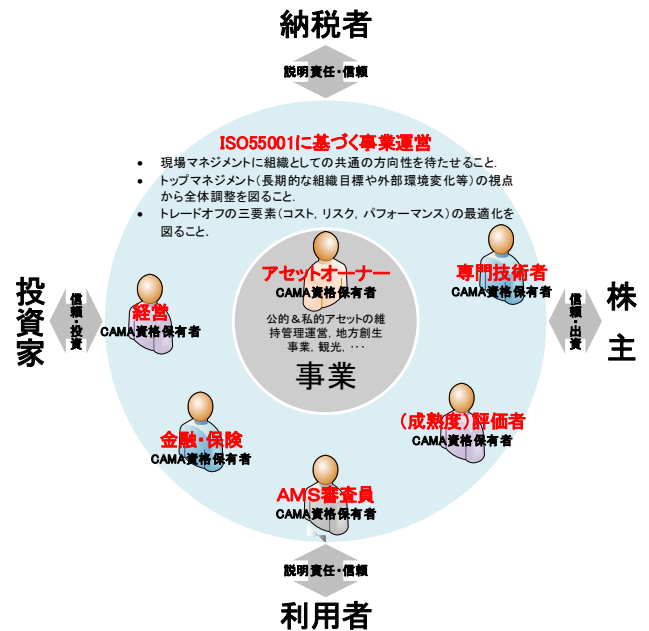 納税者
説明責任・信頼
ISO55001に基づく事業運営
• 現場マネジメントに組織としての共通の方向性を待たせること.
• トップマネジメント（長期的な組織目標や外部環境変化等）の視点
から全体調整を図ること.
• トレードオフの三要素（コスト, リスク, パフォーマンス）の最適化を
図ること.
アセットオーナー
CAMA資格保有者
専門技術者
CAMA資格保有者
経営
CAMA資格保有者
投資家
信頼・投資
信頼・出資
株主
公的＆私的アセットの維
持管理運営, 地方創生
事業, 観光, ・・・
事業
（成熟度）評価者
CAMA資格保有者
金融・保険
CAMA資格保有者
AMS審査員
CAMA資格保有者
説明責任・信頼
利用者